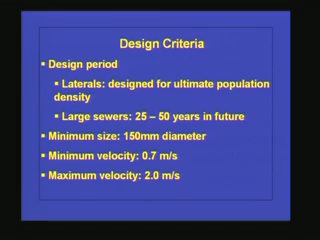 Design Criteria
▪ Design period
▪ Laterals: designed for ultimate population
density
▪ Large sewers: 25 – 50 years in future
▪ Minimum size: 150mm diameter
▪ Minimum velocity: 0.7 m/s
▪ Maximum velocity: 2.0 m/s